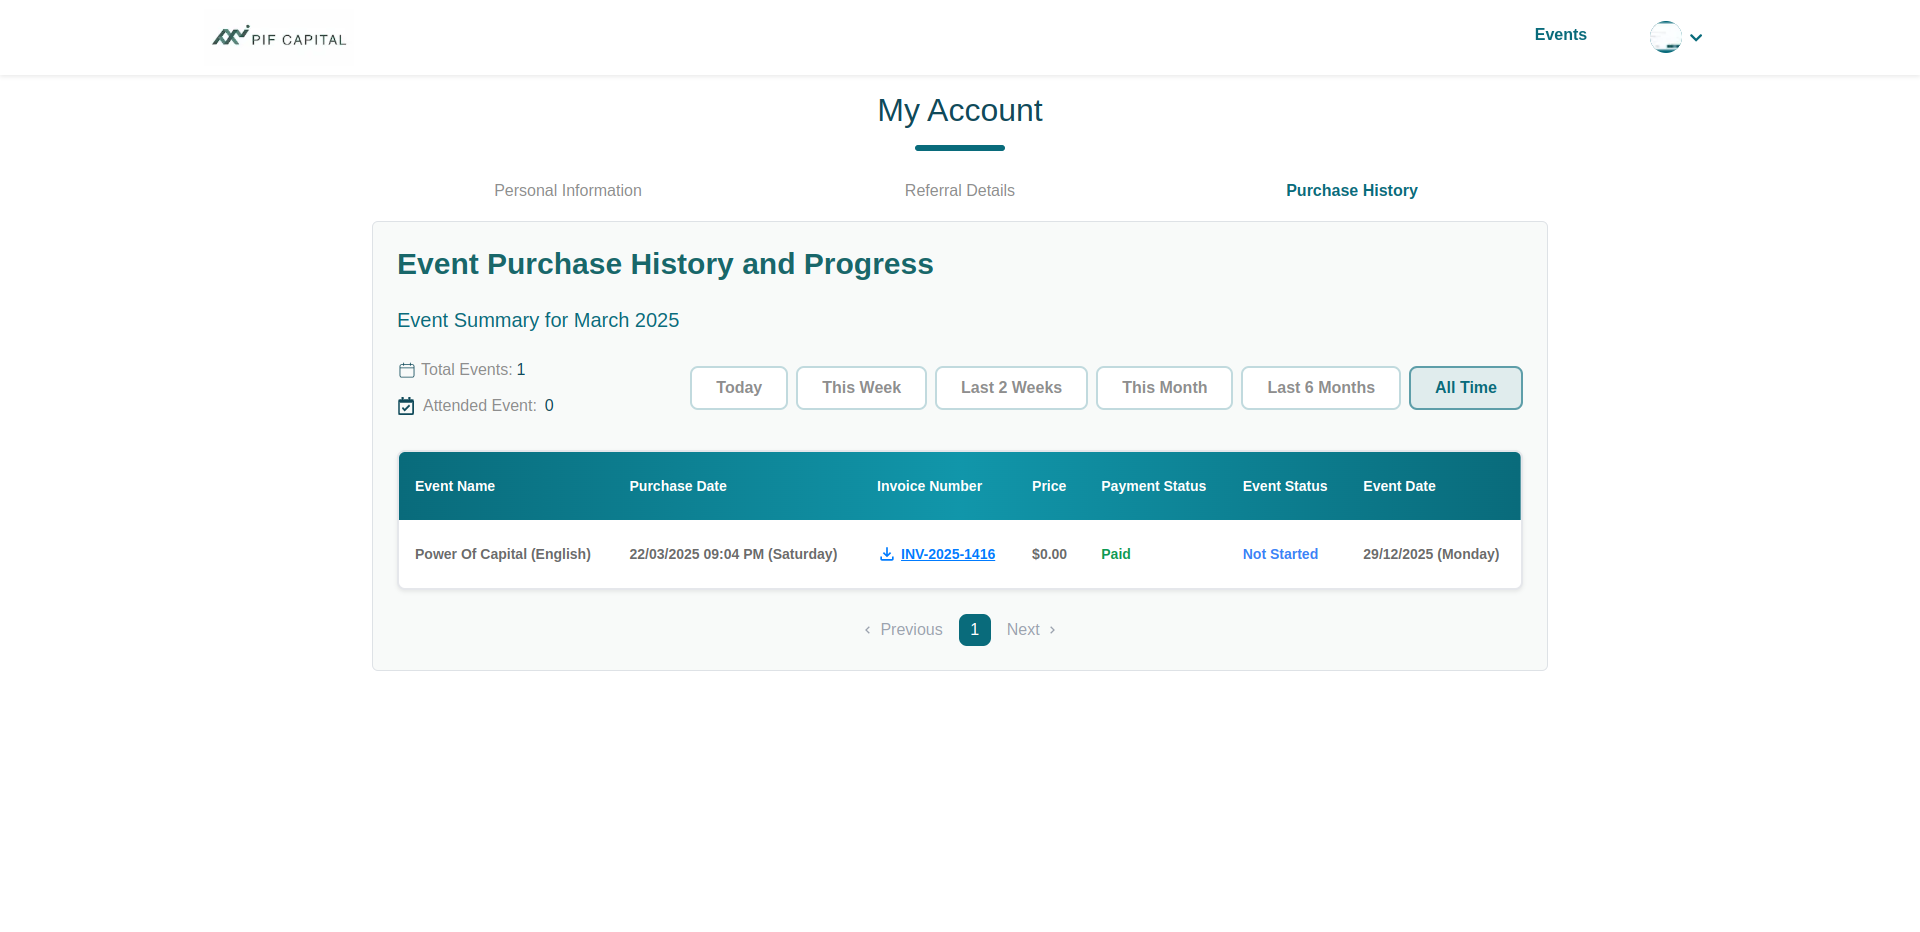 PIF CAPITAL
Events
My Account
Personal Information
Referral Details
Purchase History
Event Purchase History and Progress
Event Summary for March 2025
Total Events: 1
Attended Event: 0
Today
This Week
Last 2 Weeks
This Month
Last 6 Months
All Time
Event Name Purchase Date Invoice Number Price Payment Status Event Status Event Date
Power Of Capital (English) 22/03/2025 09:04 PM (Saturday) INV-2025-1416 $0.00 Paid Not Started 29/12/2025 (Monday)
‹ Previous 1 Next ›